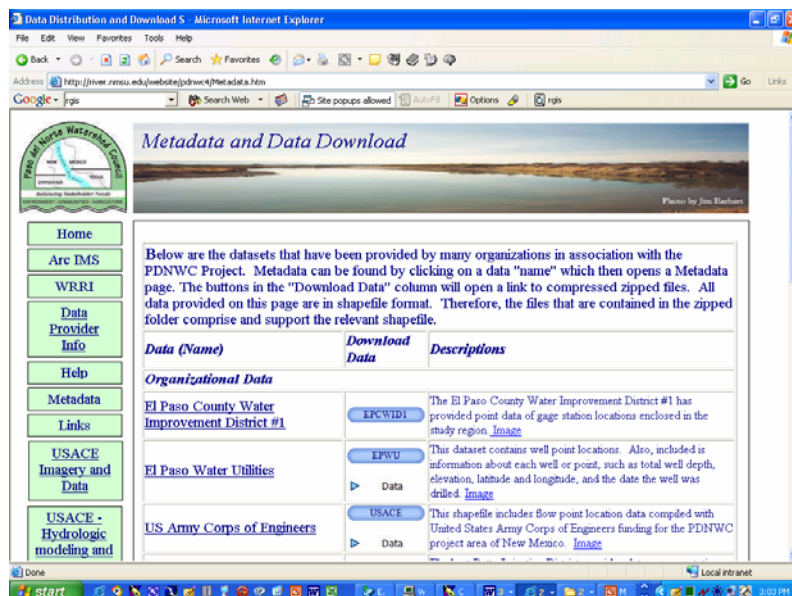 Data Distribution and Download S - Microsoft Internet Explorer
File Edit View Favorites Tools Help
Back Search Favorites
Address http://river.nmsu.edu/website/pdnwc4/Metadata.htm Go Links
Google rgis Search Web Site popups allowed AutoFill Options rgis
Paso del Norte Watershed Council
NEW MEXICO
TEXAS
Metadata and Data Download
Photo by Jim Earhart
Home
Arc IMS
WRRI
Data
Provider
Info
Help
Metadata
Links
USACE
Imagery and
Data
USACE -
Hydrologic
modeling and
Below are the datasets that have been provided by many organizations in association with the
PDNWC Project. Metadata can be found by clicking on a data "name" which then opens a Metadata
page. The buttons in the "Download Data" column will open a link to compressed zipped files. All
data provided on this page are in shapefile format. Therefore, the files that are contained in the zipped
folder comprise and support the relevant shapefile.
Data (Name) Download Data Descriptions
Organizational Data
El Paso County Water
Improvement District #1
EPCWID1
The El Paso County Water Improvement District #1 has
provided point data of gage station locations enclosed in the
study region. Image
El Paso Water Utilities
EPWU
Data
This dataset contains well point locations. Also, included is
information about each well or point, such as total well depth,
elevation, latitude and longitude, and the date the well was
drilled. Image
US Army Corps of Engineers
USACE
Data
This shapefile includes flow point location data compiled with
United States Army Corps of Engineers funding for the PDNWC
project area of New Mexico. Image
Done Local intranet
start 3:03 PM